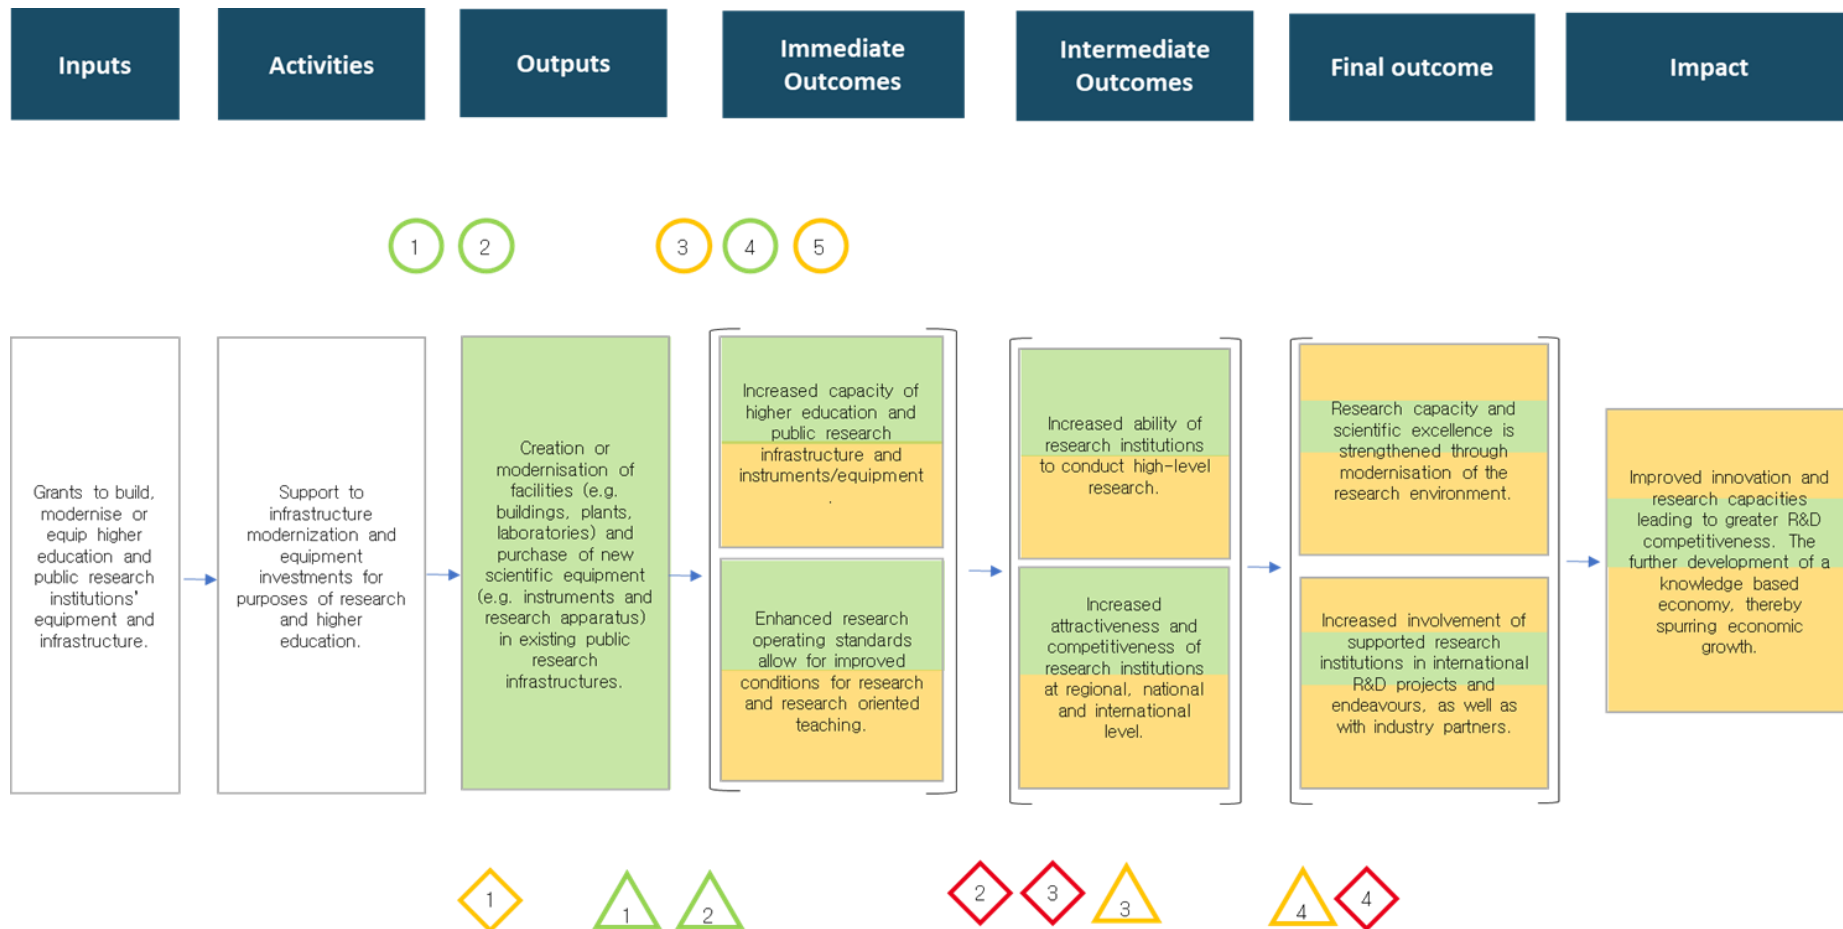 Inputs
Activities
Outputs
Immediate
Outcomes
Intermediate
Outcomes
Final outcome
Impact
1
2
3
4
5
Grants to build,
modernise or
equip higher
education and
public research
institutions'
equipment and
infrastructure.
Support to
infrastructure
modernization and
equipment
investments for
purposes of research
and higher
education.
Creation or
modernisation of
facilities (e.g.
buildings, plants,
laboratories) and
purchase of new
scientific equipment
(e.g. instruments and
research apparatus)
in existing public
research
infrastructures.
Increased capacity of
higher education and
public research
infrastructure and
instruments/equipment
.
Enhanced research
operating standards
allow for improved
conditions for research
and research oriented
teaching.
Increased ability of
research institutions
to conduct high-level
research.
Increased
attractiveness and
competitiveness of
research institutions
at regional, national
and international
level.
Research capacity and
scientific excellence is
strengthened through
modernisation of the
research environment.
Increased involvement of
supported research
institutions in international
R&D projects and
endeavours, as well as
with industry partners.
Improved innovation and
research capacities
leading to greater R&D
competitiveness. The
further development of a
knowledge based
economy, thereby
spurring economic
growth.
1
1
2
2
3
3
4
4